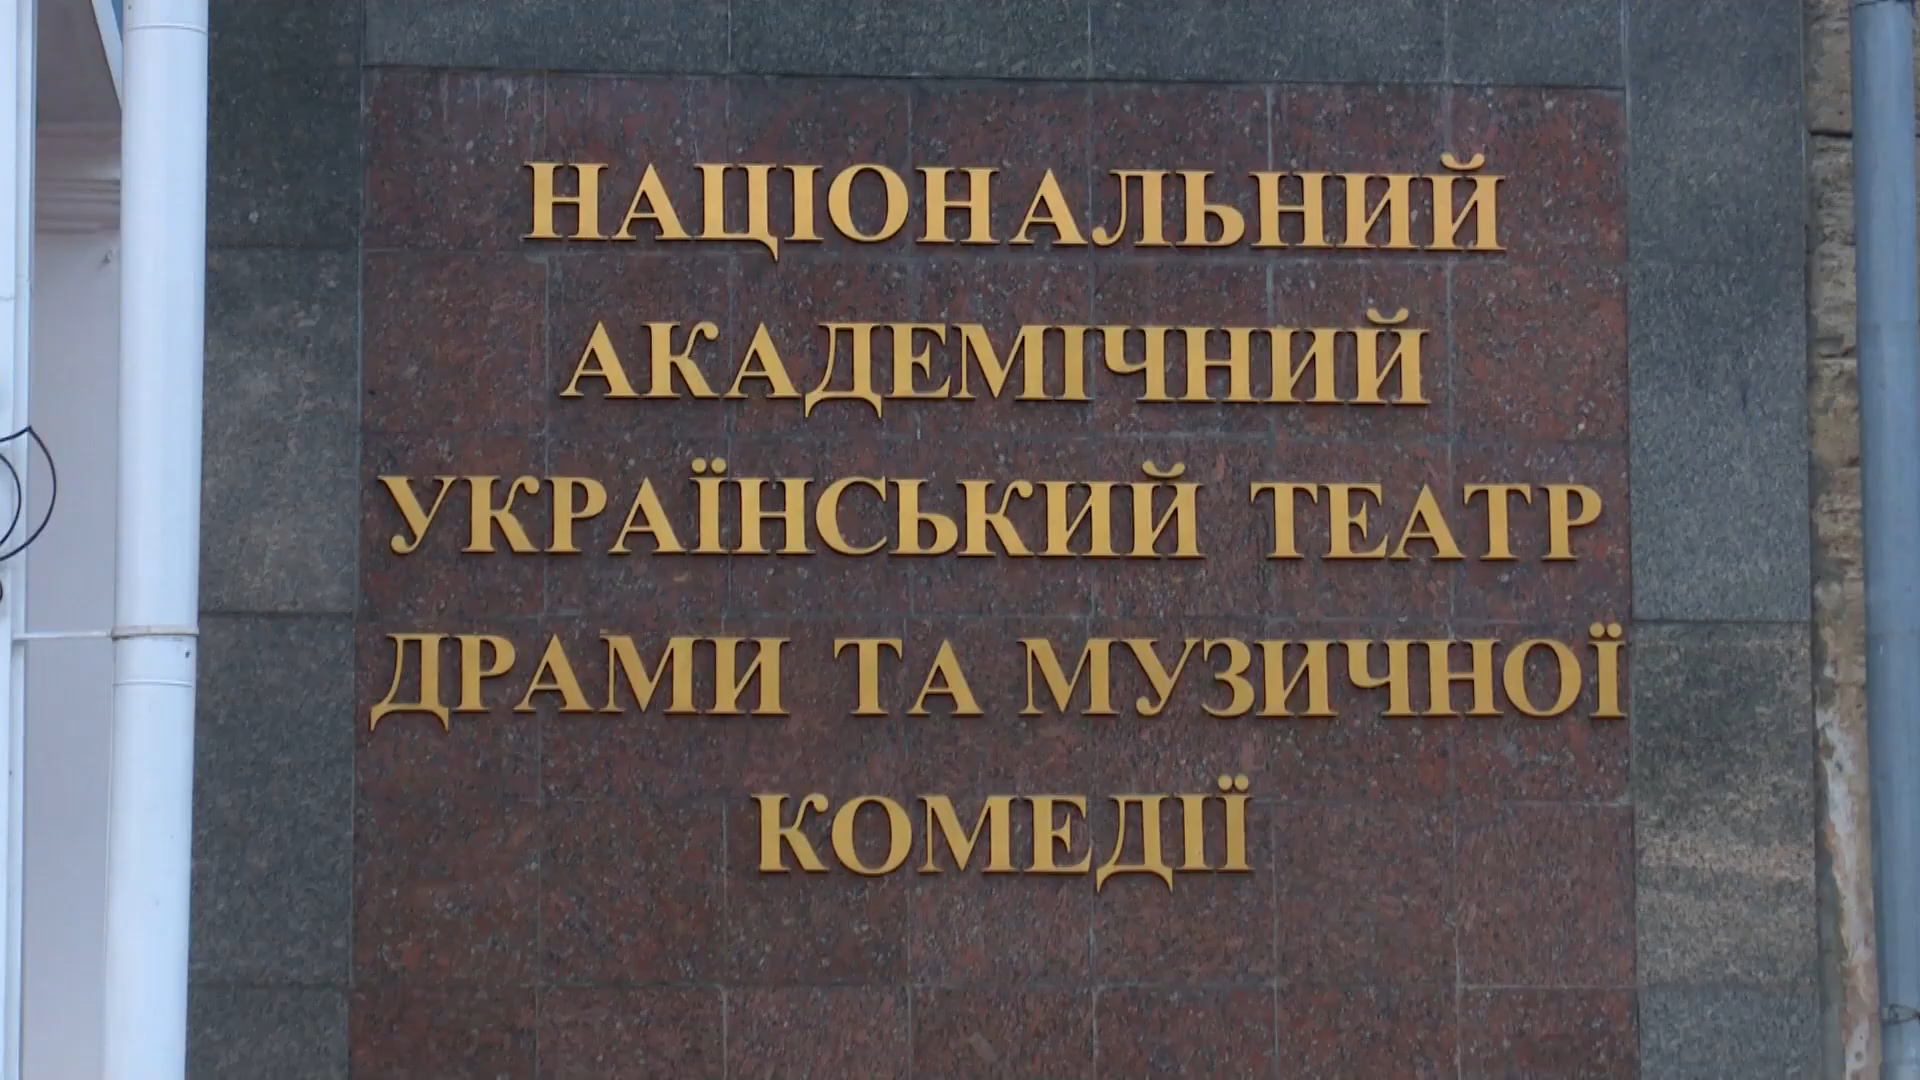 НАЦІОНАЛЬНИЙ
АКАДЕМІЧНИЙ
УКРАЇНСЬКИЙ ТЕАТР
ДРАМИ ТА МУЗИЧНОЇ
КОМЕДІЇ